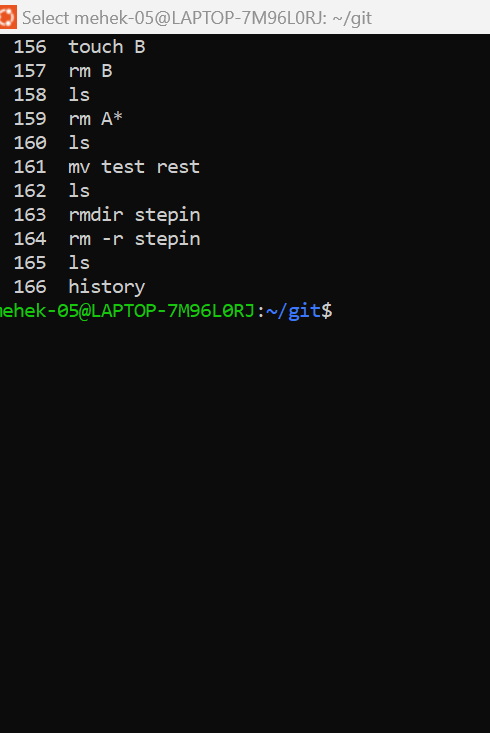 Select mehek-05@LAPTOP-7M96L0RJ: ~/git
156 touch B
157 rm B
158 ls
159 rm A*
160 ls
161 mv test rest
162 ls
163 rmdir stepin
164 rm -r stepin
165 ls
166 history
mehek-05@LAPTOP-7M96L0RJ:~/git$